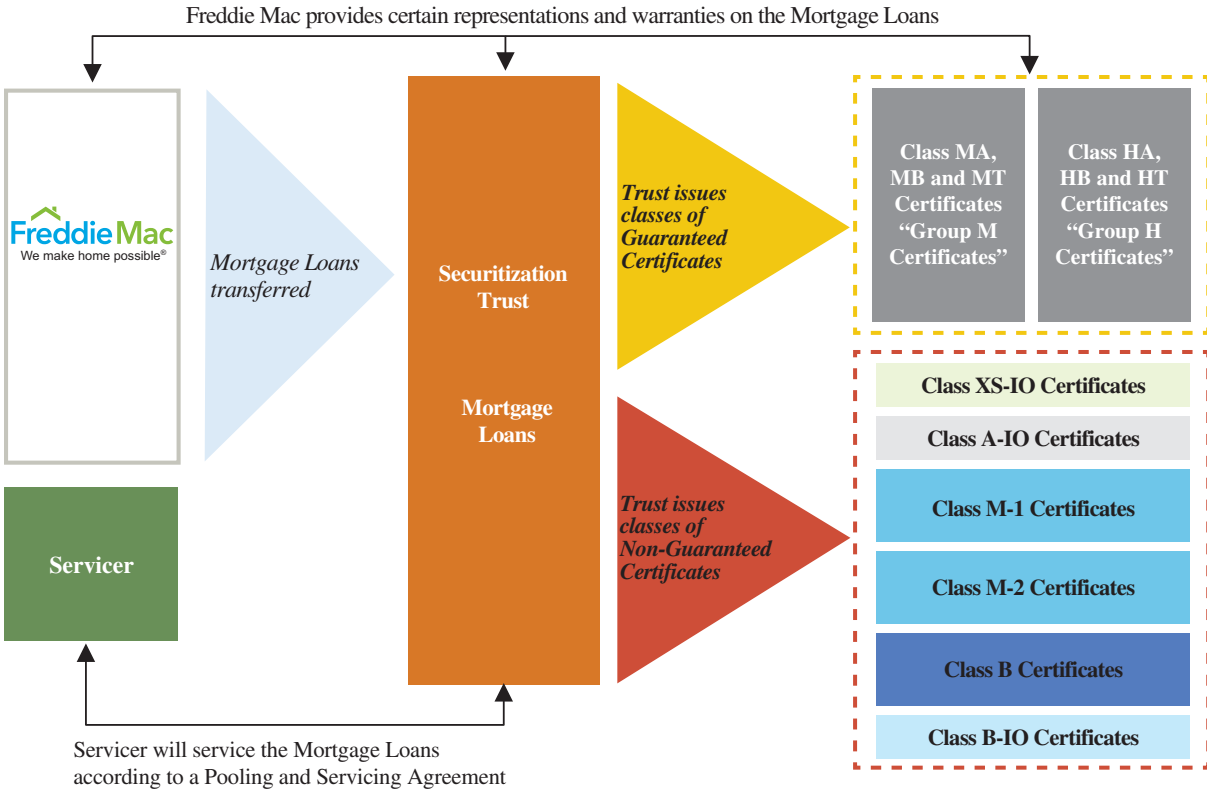 Freddie Mac provides certain representations and warranties on the Mortgage Loans
FreddieMac
We make home possible®
Mortgage Loans
transferred
Servicer
Securitization
Trust
Mortgage
Loans
Trust issues
classes of
Guaranteed
Certificates
Trust issues
classes of
Non-Guaranteed
Certificates
Class MA,
MB and MT
Certificates
“Group M
Certificates”
Class HA,
HB and HT
Certificates
“Group H
Certificates”
Class XS-IO Certificates
Class A-IO Certificates
Class M-1 Certificates
Class M-2 Certificates
Class B Certificates
Class B-IO Certificates
Servicer will service the Mortgage Loans
according to a Pooling and Servicing Agreement